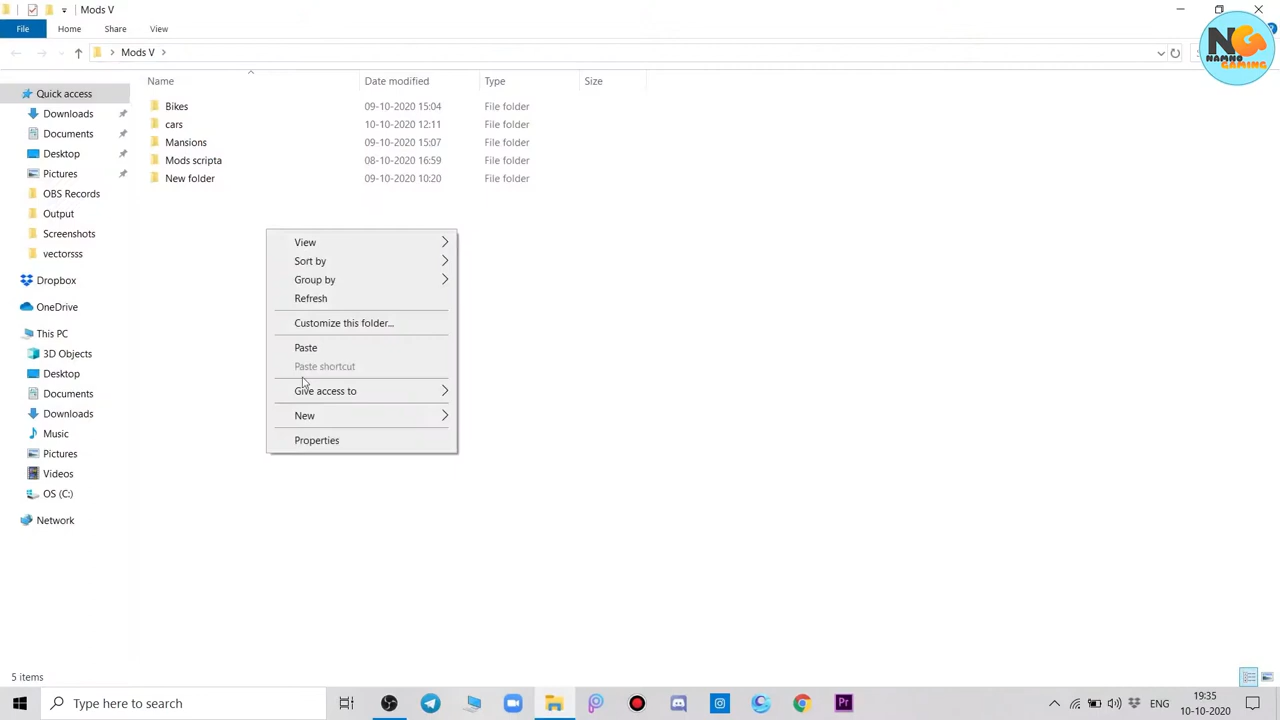 Mods V
File Home Share View
Mods V
Name Date modified Type Size
Bikes 09-10-2020 15:04 File folder
cars 10-10-2020 12:11 File folder
Mansions 09-10-2020 15:07 File folder
Mods scripta 08-10-2020 16:59 File folder
New folder 09-10-2020 10:20 File folder
Quick access
Downloads
Documents
Desktop
Pictures
OBS Records
Output
Screenshots
vectorsss
Dropbox
OneDrive
This PC
3D Objects
Desktop
Documents
Downloads
Music
Pictures
Videos
OS (C:)
Network
View
Sort by
Group by
Refresh
Customize this folder...
Paste
Paste shortcut
Give access to
New
Properties
NG
NAMNO
GAMING
5 items
Type here to search
Pr
ENG
19:35
10-10-2020